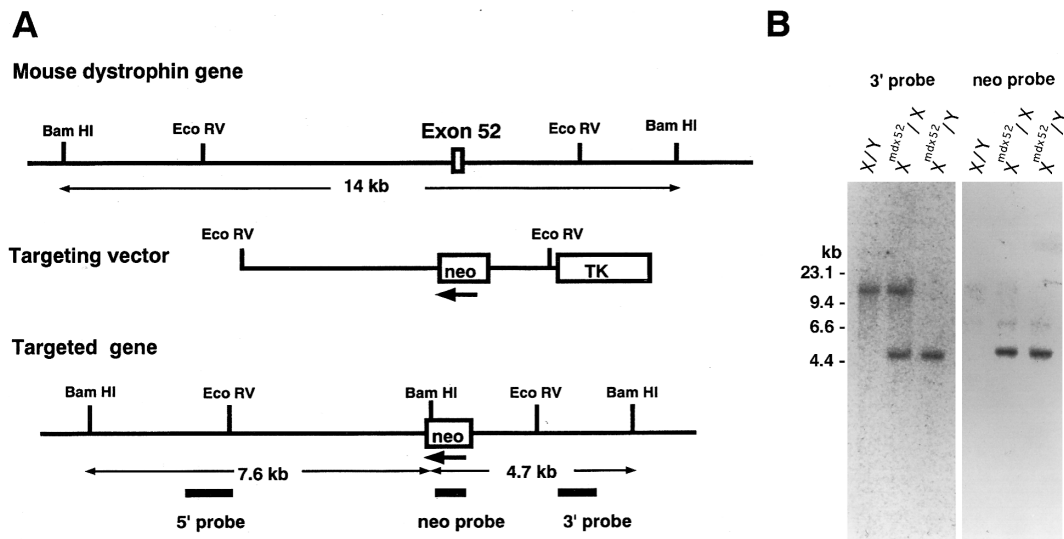 A
Mouse dystrophin gene
Bam HI
Eco RV
Exon 52
Eco RV
Bam HI
14 kb
Targeting vector
Eco RV
neo
Eco RV
TK
Targeted gene
Bam HI
Eco RV
Bam HI
neo
Eco RV
Bam HI
7.6 kb
4.7 kb
5' probe
neo probe
3' probe
B
3' probe
neo probe
X/Y
X mdx52/X
X mdx52/Y
X/Y
X mdx52/X
X mdx52/Y
kb
23.1 -
9.4 -
6.6 -
4.4 -